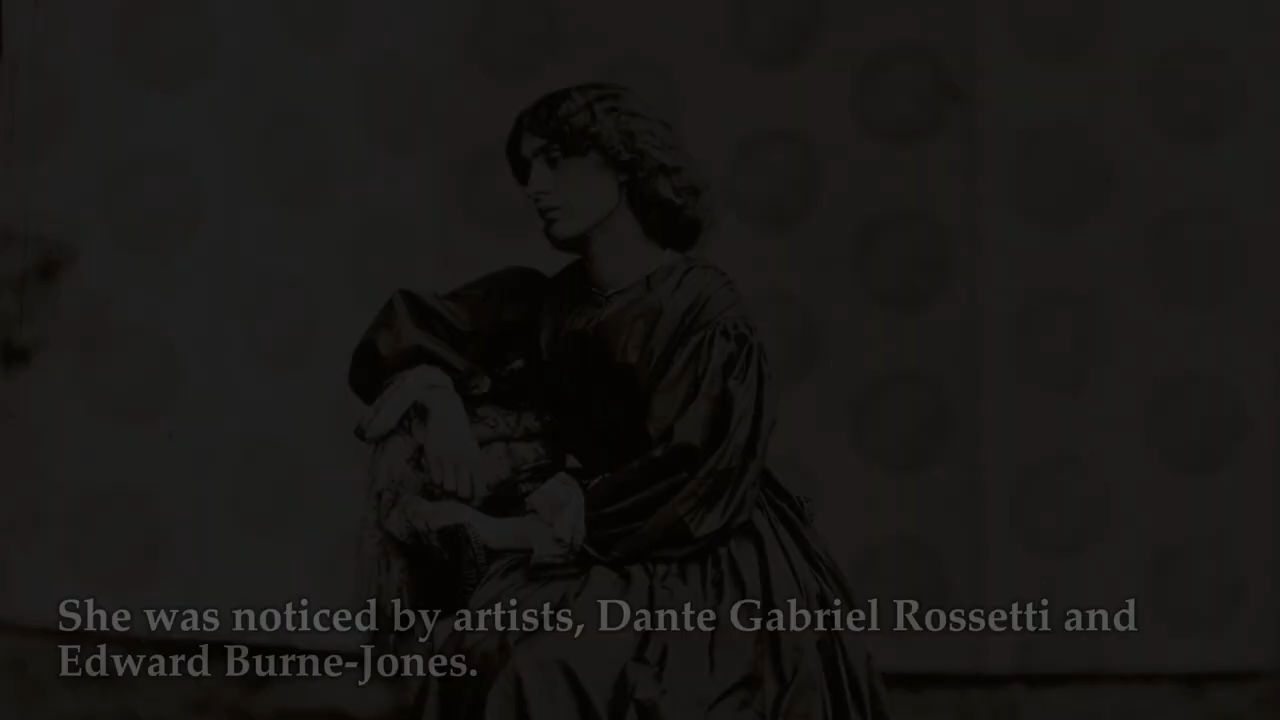 She was noticed by artists, Dante Gabriel Rossetti and
Edward Burne-Jones.